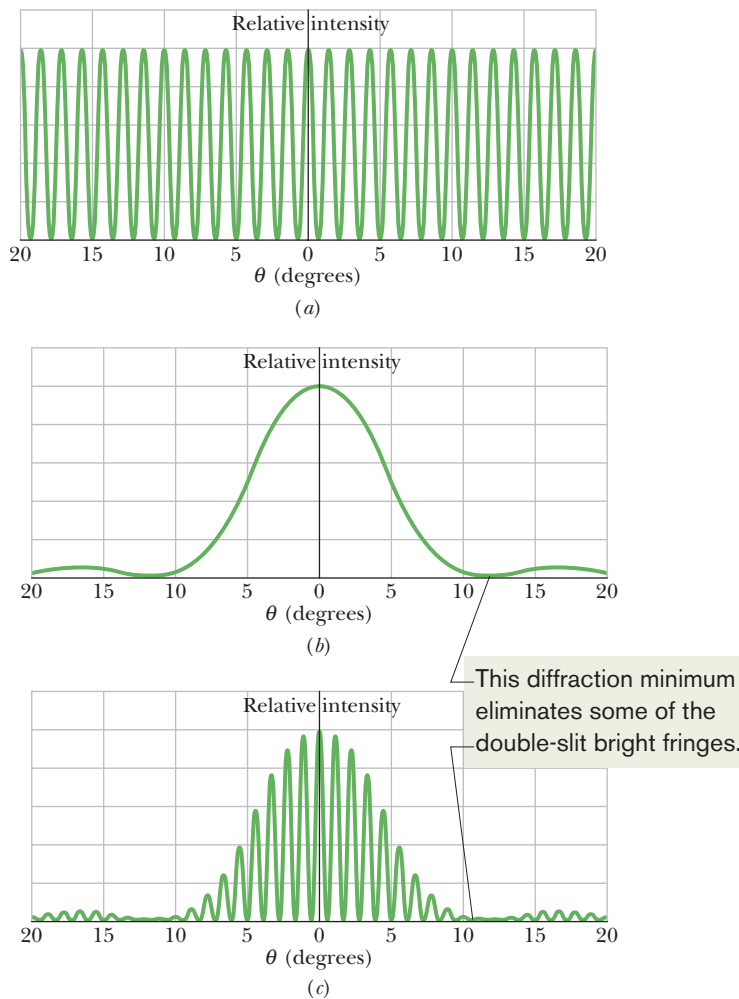 Relative intensity
20 15 10 5 0 5 10 15 20
θ (degrees)
(a)
Relative intensity
20 15 10 5 0 5 10 15 20
θ (degrees)
(b)
This diffraction minimum
eliminates some of the
double-slit bright fringes.
Relative intensity
20 15 10 5 0 5 10 15 20
θ (degrees)
(c)